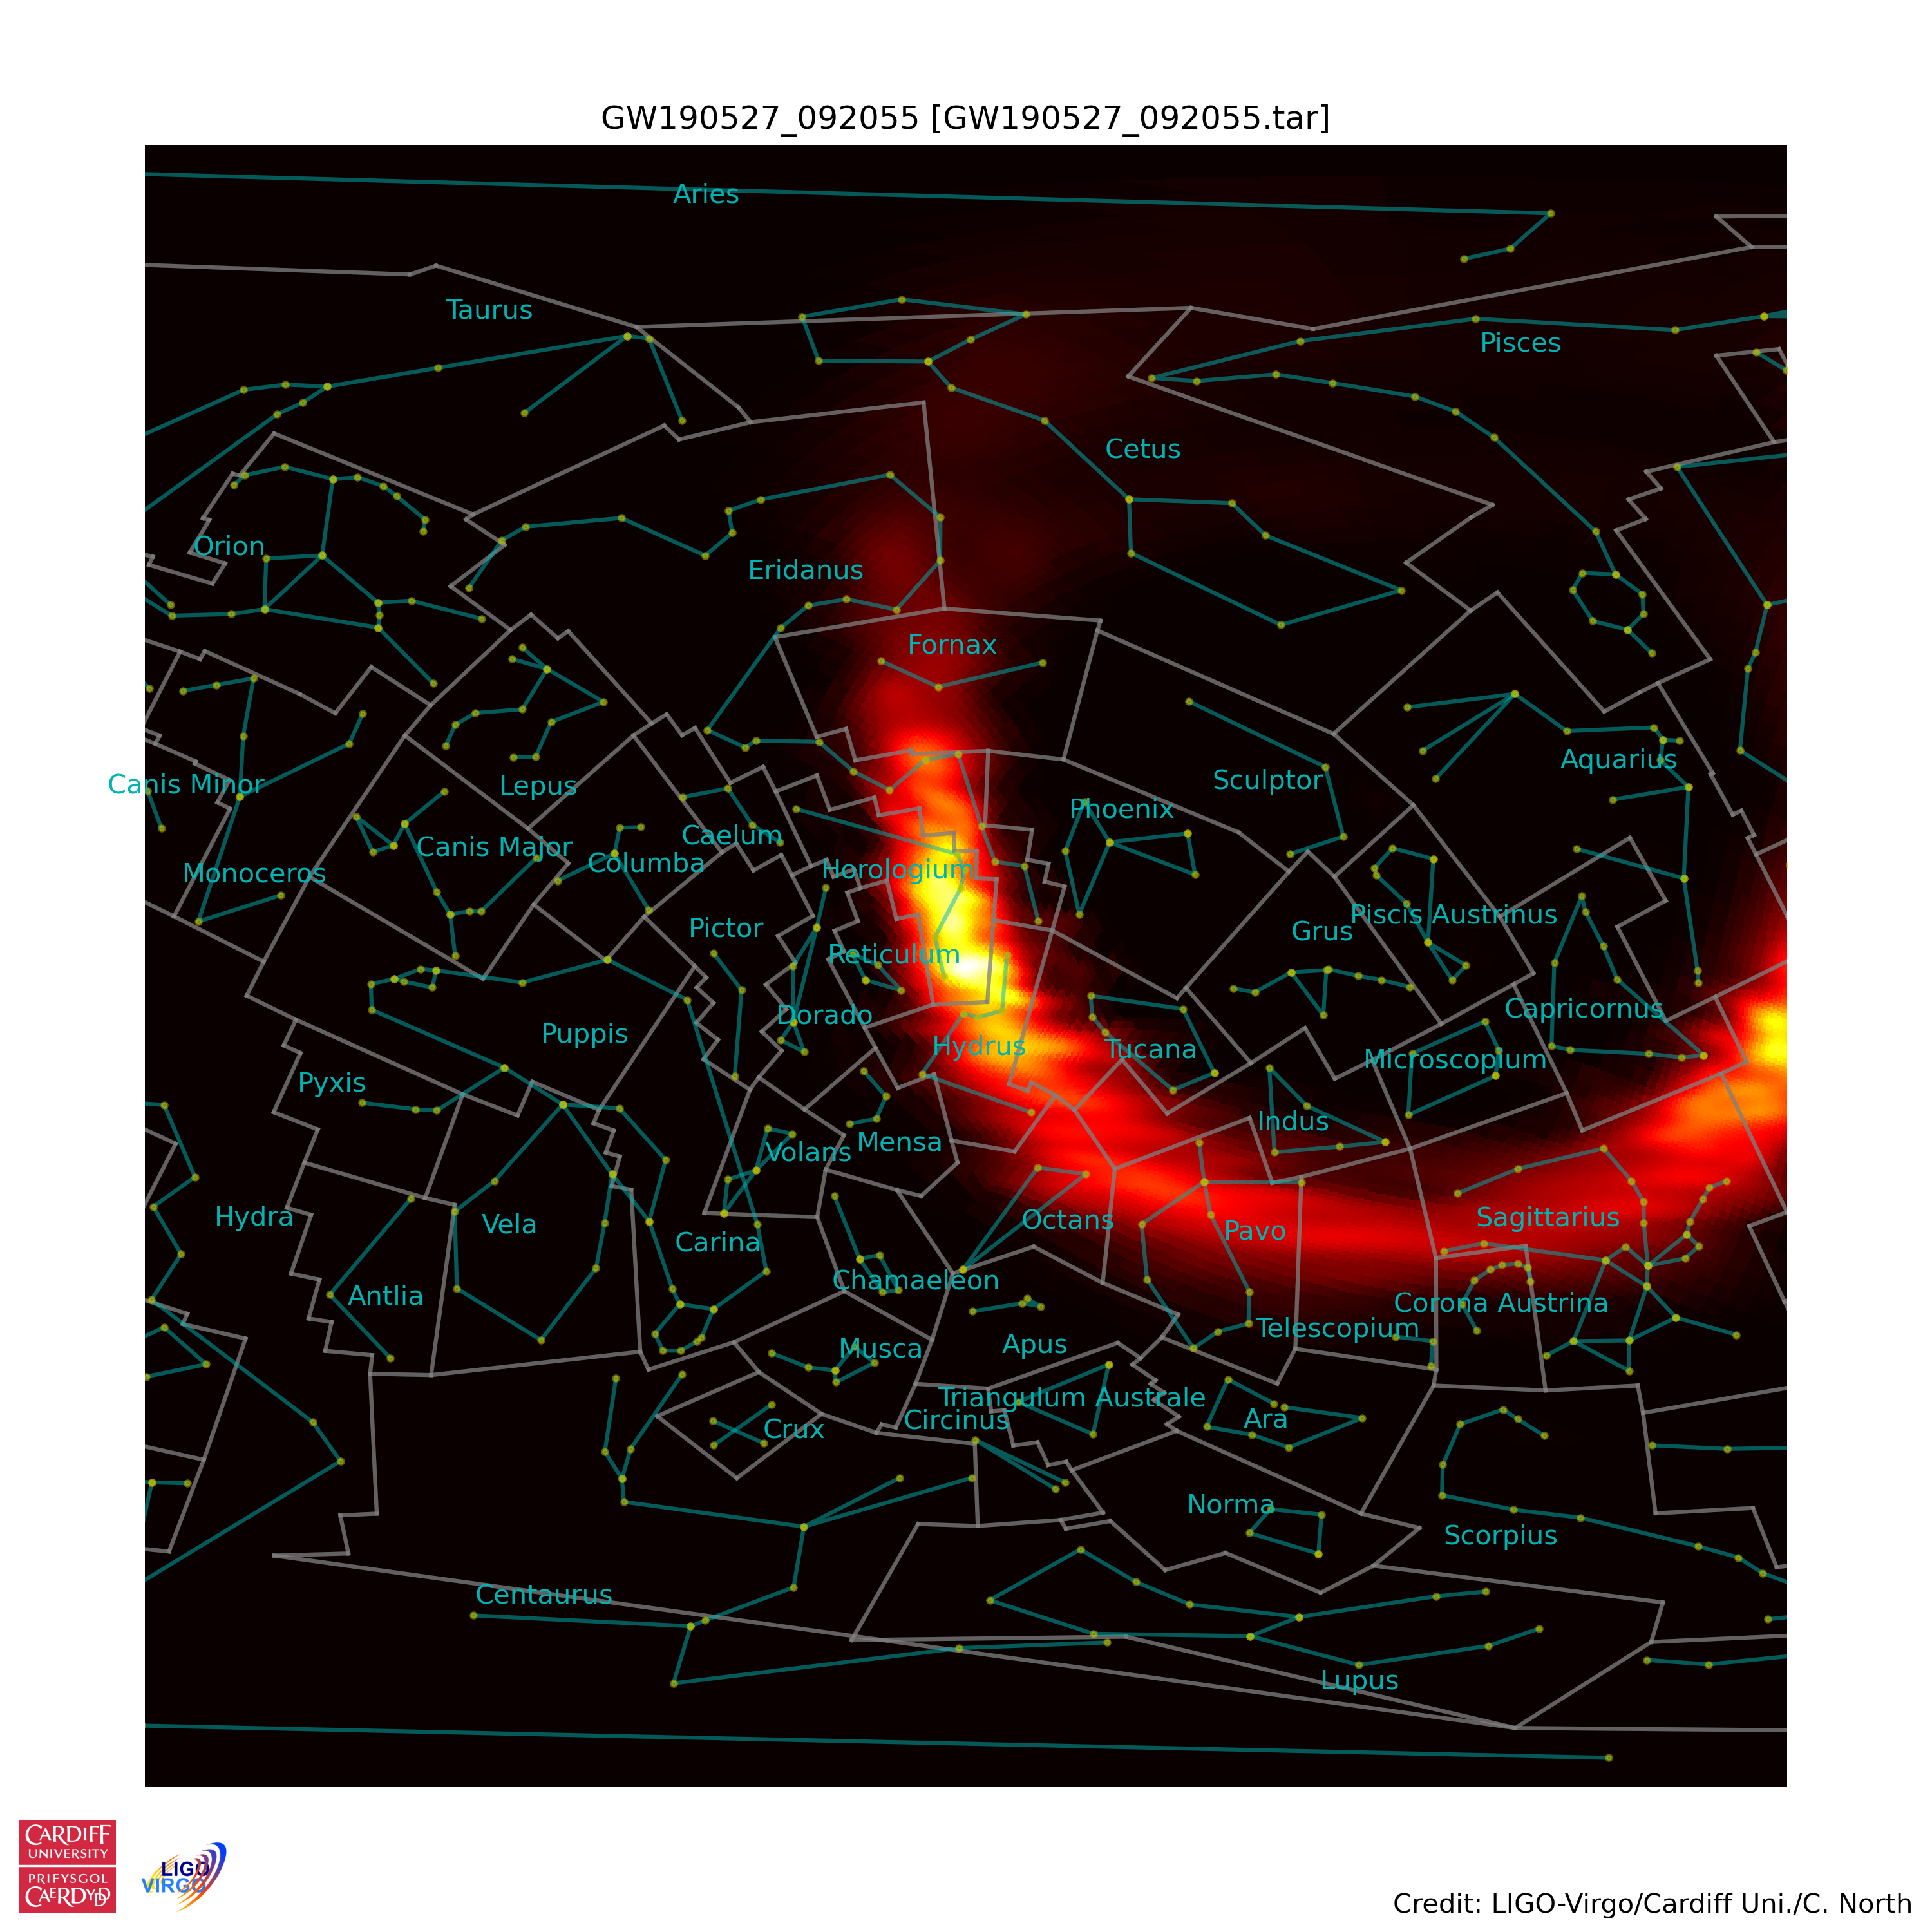 GW190527_092055 [GW190527_092055.tar]
Aries
Taurus
Pisces
Cetus
Orion
Eridanus
Fornax
Aquarius
Canis Minor
Lepus
Sculptor
Phoenix
Caelum
Canis Major
Columba
Horologium
Monoceros
Piscis Austrinus
Pictor
Grus
Reticulum
Capricornus
Dorado
Puppis
Hydrus
Tucana
Microscopium
Pyxis
Indus
Mensa
Volans
Hydra
Vela
Octans
Sagittarius
Pavo
Carina
Chamaeleon
Antlia
Corona Austrina
Telescopium
Apus
Musca
Triangulum Australe
Circinus
Ara
Crux
Norma
Scorpius
Centaurus
Lupus
CARDIFF
UNIVERSITY
PRIFYSGOL
CAERDYDD
LIGO
VIRGO
Credit: LIGO-Virgo/Cardiff Uni./C. North